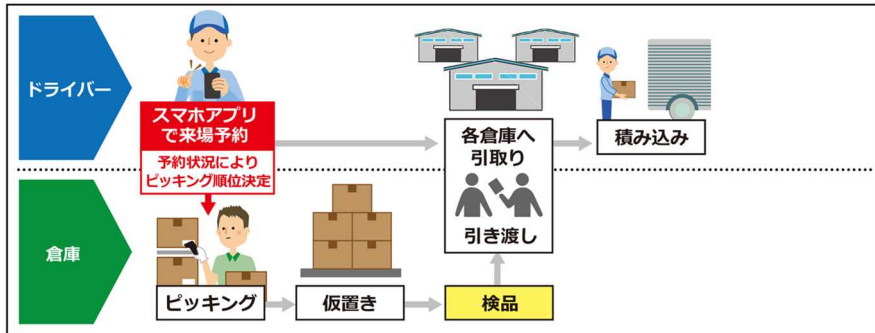 ドライバー
スマホアプリ
で来場予約
予約状況により
ピッキング順位決定
各倉庫へ
引取り
引き渡し
積み込み
倉庫
ピッキング
仮置き
検品